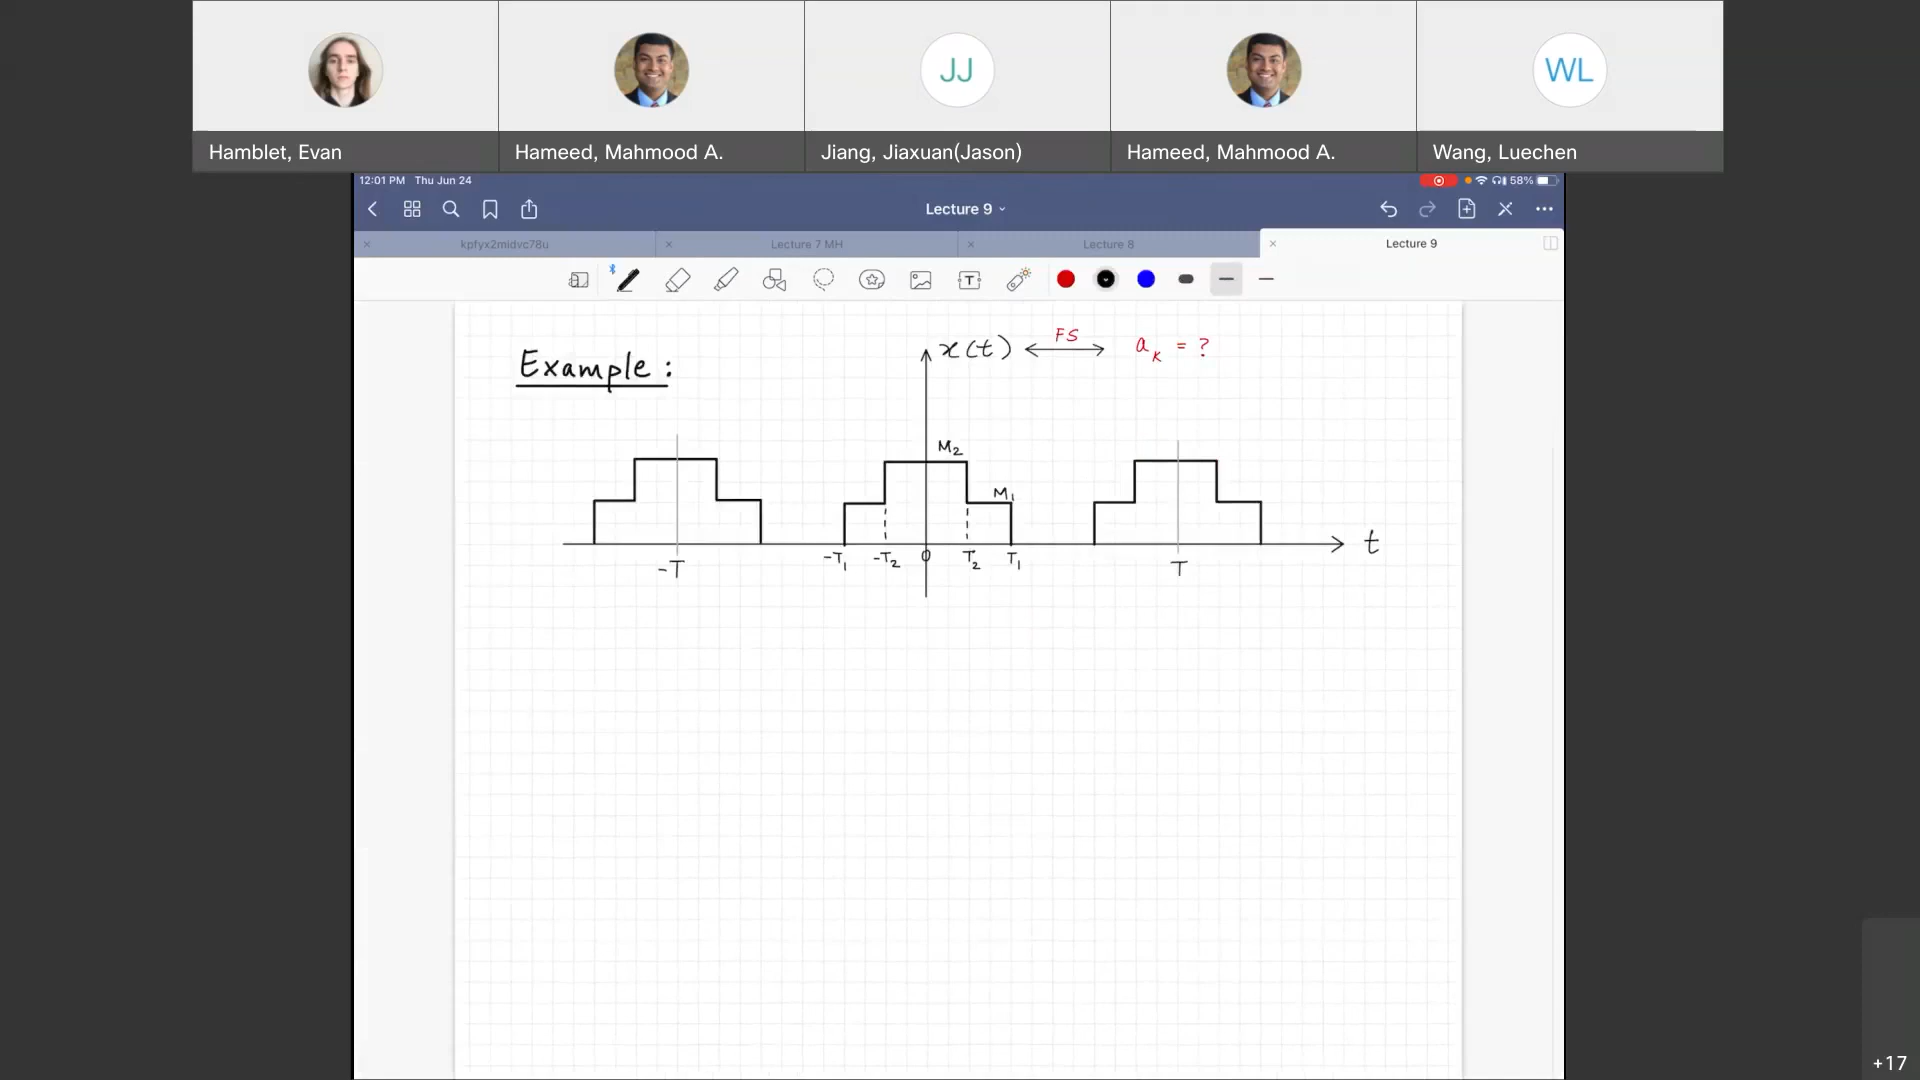 JJ
WL
Hamblet, Evan
Hameed, Mahmood A.
Jiang, Jiaxuan(Jason)
Hameed, Mahmood A.
Wang, Luechen
12:01 PM Thu Jun 24
58%
Lecture 9
kpfyx2midvc78u
Lecture 7 MH
Lecture 8
Lecture 9
T
Example:
x(t) FS a_k = ?
M_2
M_1
-T_1 -T_2 0 T_2 T_1
t
-T
T
+17